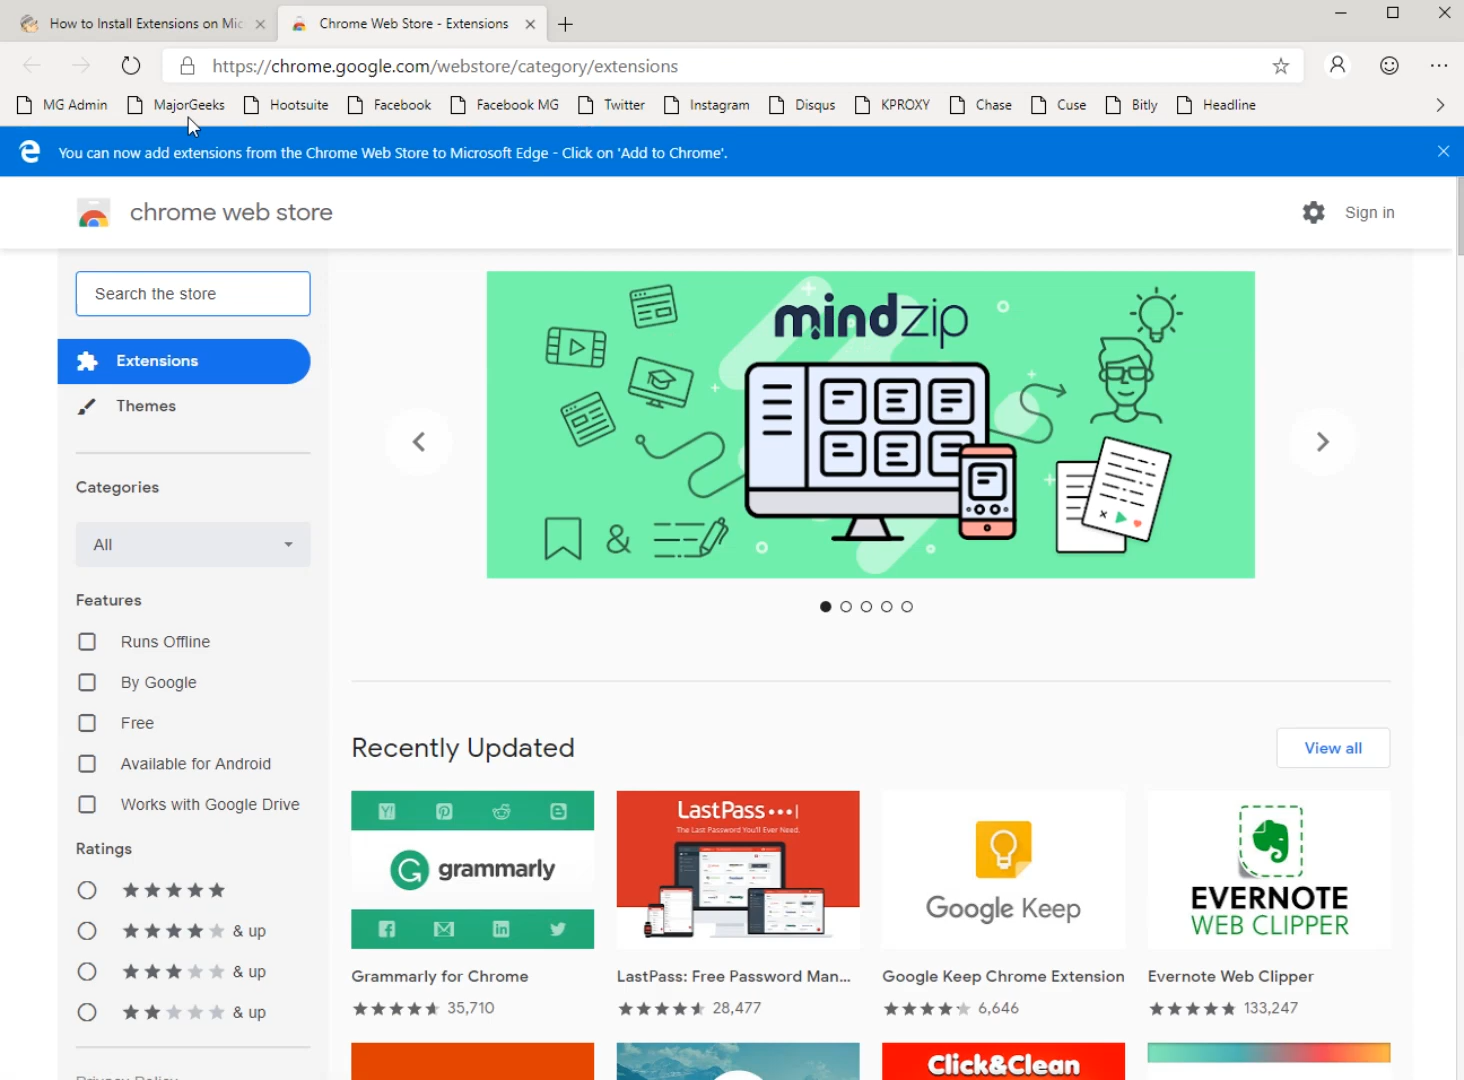 How to Install Extensions on Mic
Chrome Web Store - Extensions
https://chrome.google.com/webstore/category/extensions
MG Admin
MajorGeeks
Hootsuite
Facebook
Facebook MG
Twitter
Instagram
Disqus
KPROXY
Chase
Cuse
Bitly
Headline
You can now add extensions from the Chrome Web Store to Microsoft Edge - Click on 'Add to Chrome'.
chrome web store
Sign in
Search the store
Extensions
Themes
Categories
All
Features
Runs Offline
By Google
Free
Available for Android
Works with Google Drive
Ratings
& up
& up
& up
mindzip
&
Recently Updated
View all
grammarly
LastPass•••|
The Last Password You'll Ever Need.
Google Keep
EVERNOTE
WEB CLIPPER
Grammarly for Chrome
LastPass: Free Password Man...
Google Keep Chrome Extension
Evernote Web Clipper
35,710
28,477
6,646
133,247
Click&Clean